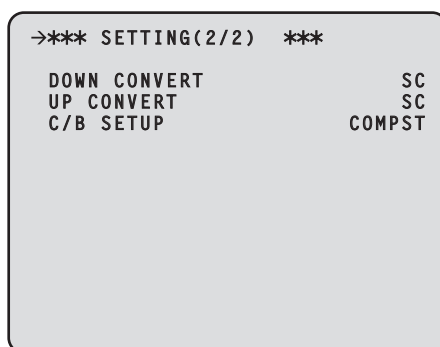 →*** SETTING(2/2) ***
DOWN CONVERT SC
UP CONVERT SC
C/B SETUP COMPST